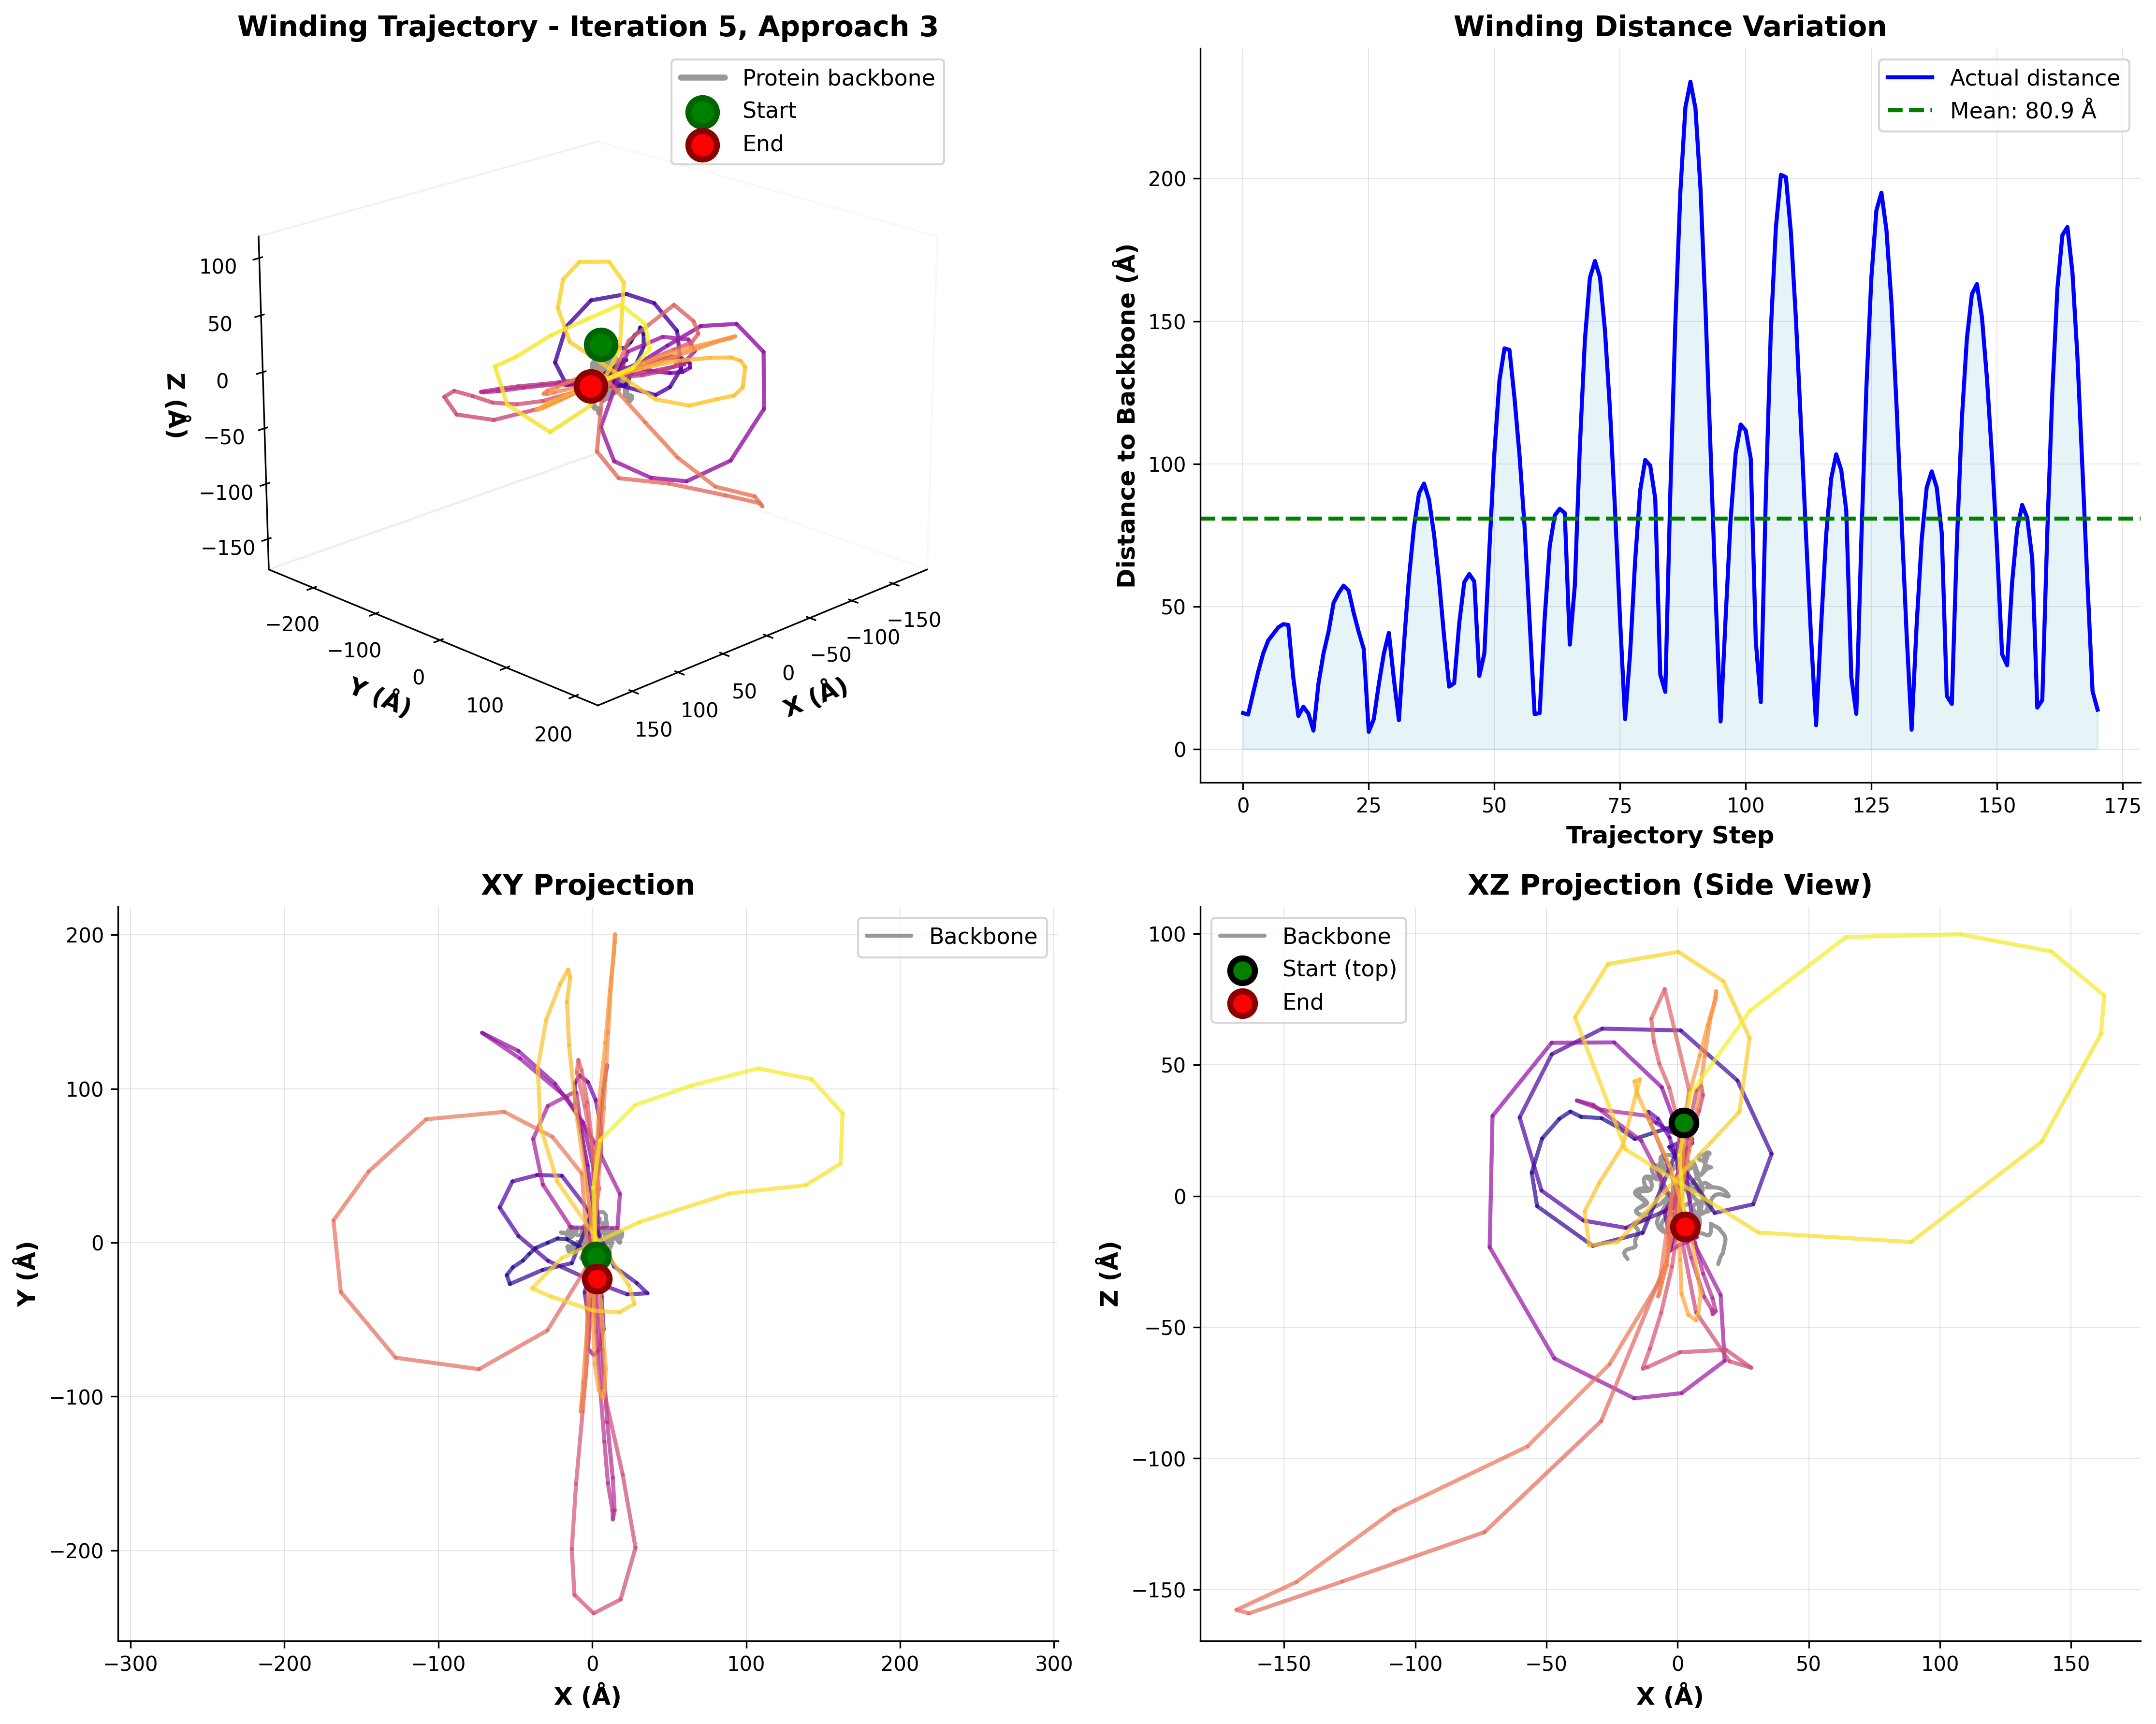 Winding Trajectory - Iteration 5, Approach 3
Protein backbone
Start
End
100
50
0
−50
−100
−150
Z (Å)
−200
−100
0
100
200
Y (Å)
150
100
50
0
−50
−100
−150
X (Å)
Winding Distance Variation
Actual distance
Mean: 80.9 Å
200
150
100
50
0
Distance to Backbone (Å)
0 25 50 75 100 125 150 175
Trajectory Step
XY Projection
Backbone
200
100
0
−100
−200
Y (Å)
−300 −200 −100 0 100 200 300
X (Å)
XZ Projection (Side View)
Backbone
Start (top)
End
100
50
0
−50
−100
−150
Z (Å)
−150 −100 −50 0 50 100 150
X (Å)